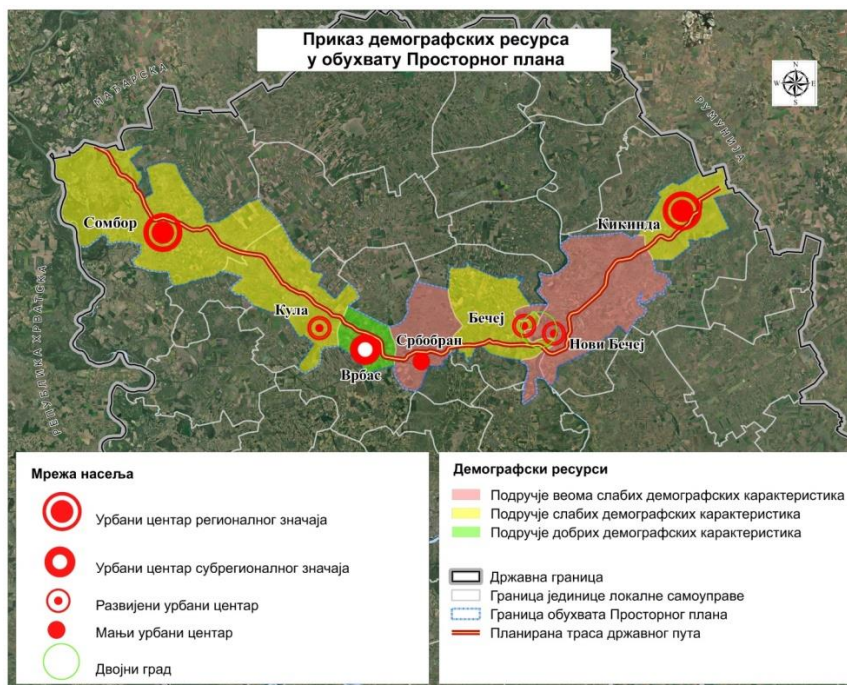 Приказ демографских ресурса
у обухвату Просторног плана
N
W E
S
МАЂАРСКА
РУМУНИЈА
РЕПУБЛИКА ХРВАТСКА
Сомбор
Кикинда
Кула
Бечеј
Србобран
Нови Бечеј
Врбас
Мрежа насеља
Урбани центар регионалног значаја
Урбани центар субрегионалног значаја
Развијени урбани центар
Мањи урбани центар
Двојни град
Демографски ресурси
Подручје веома слабих демографских карактеристика
Подручје слабих демографских карактеристика
Подручје добрих демографских карактеристика
Државна граница
Граница јединице локалне самоуправе
Граница обухвата Просторног плана
Планирана траса државног пута